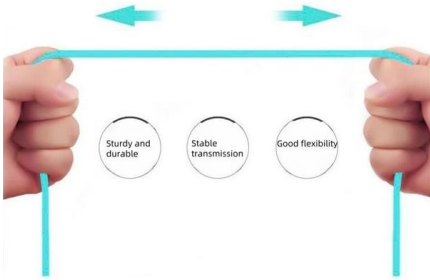 Sturdy and
durable
Stable
transmission
Good flexibility